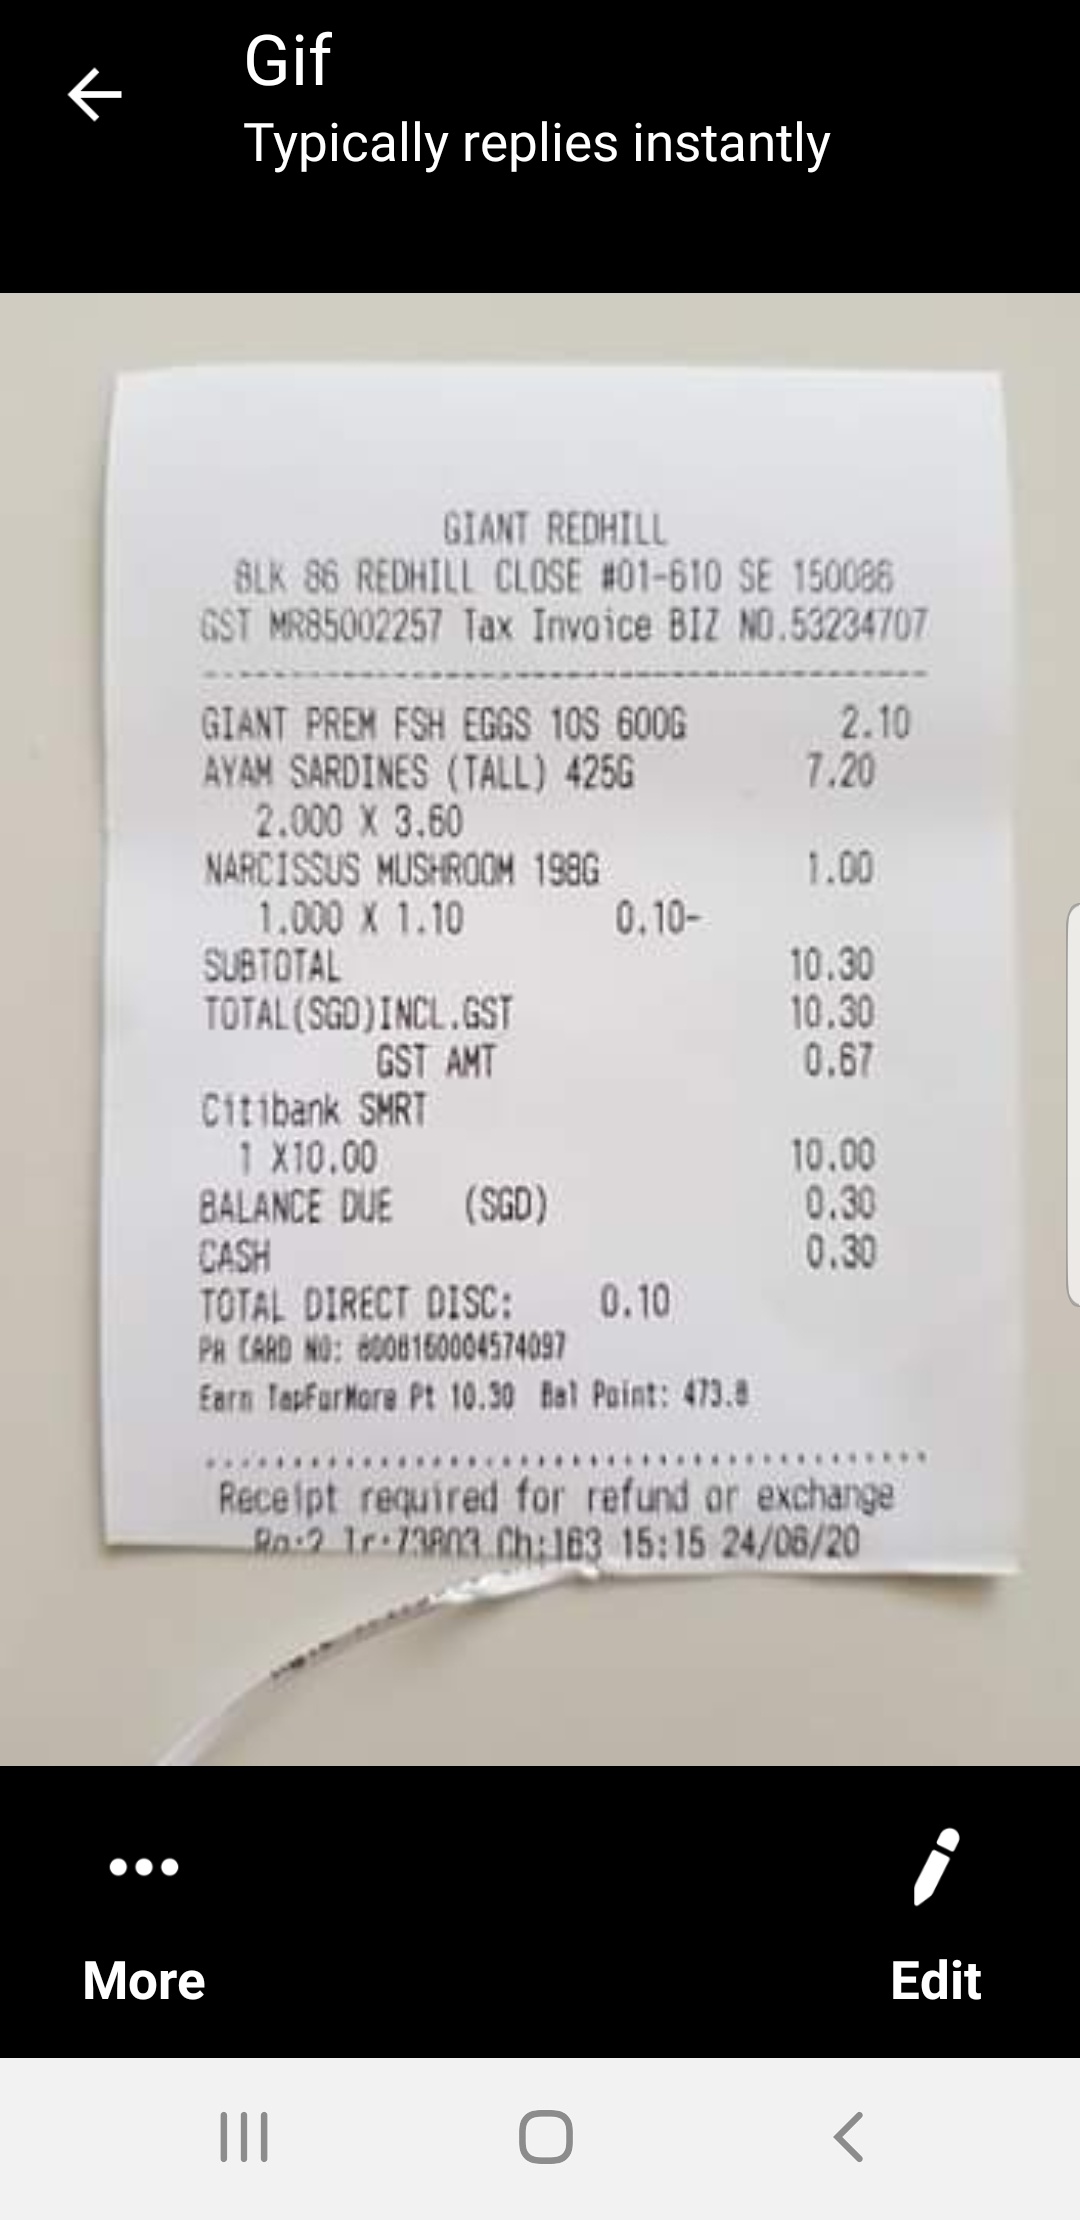 Gif
Typically replies instantly
GIANT REDHILL
BLK 86 REDHILL CLOSE #01-610 SE 150086
GST MR85002257 Tax Invoice BIZ NO.53234707
GIANT PREM FSH EGGS 10S 600G 2.10
AYAM SARDINES (TALL) 425G 7.20
2.000 X 3.60
NARCISSUS MUSHROOM 198G 1.00
1.000 X 1.10 0.10-
SUBTOTAL 10.30
TOTAL(SGD)INCL.GST 10.30
GST AMT 0.67
Citibank SMRT
1 X10.00 10.00
BALANCE DUE (SGD) 0.30
CASH 0.30
TOTAL DIRECT DISC: 0.10
PA CARD NO: 8008160004574097
Earn TapForMore Pt 10.30 Bal Point: 473.8
Receipt required for refund or exchange
Ch:163 15:15 24/06/20
More
Edit